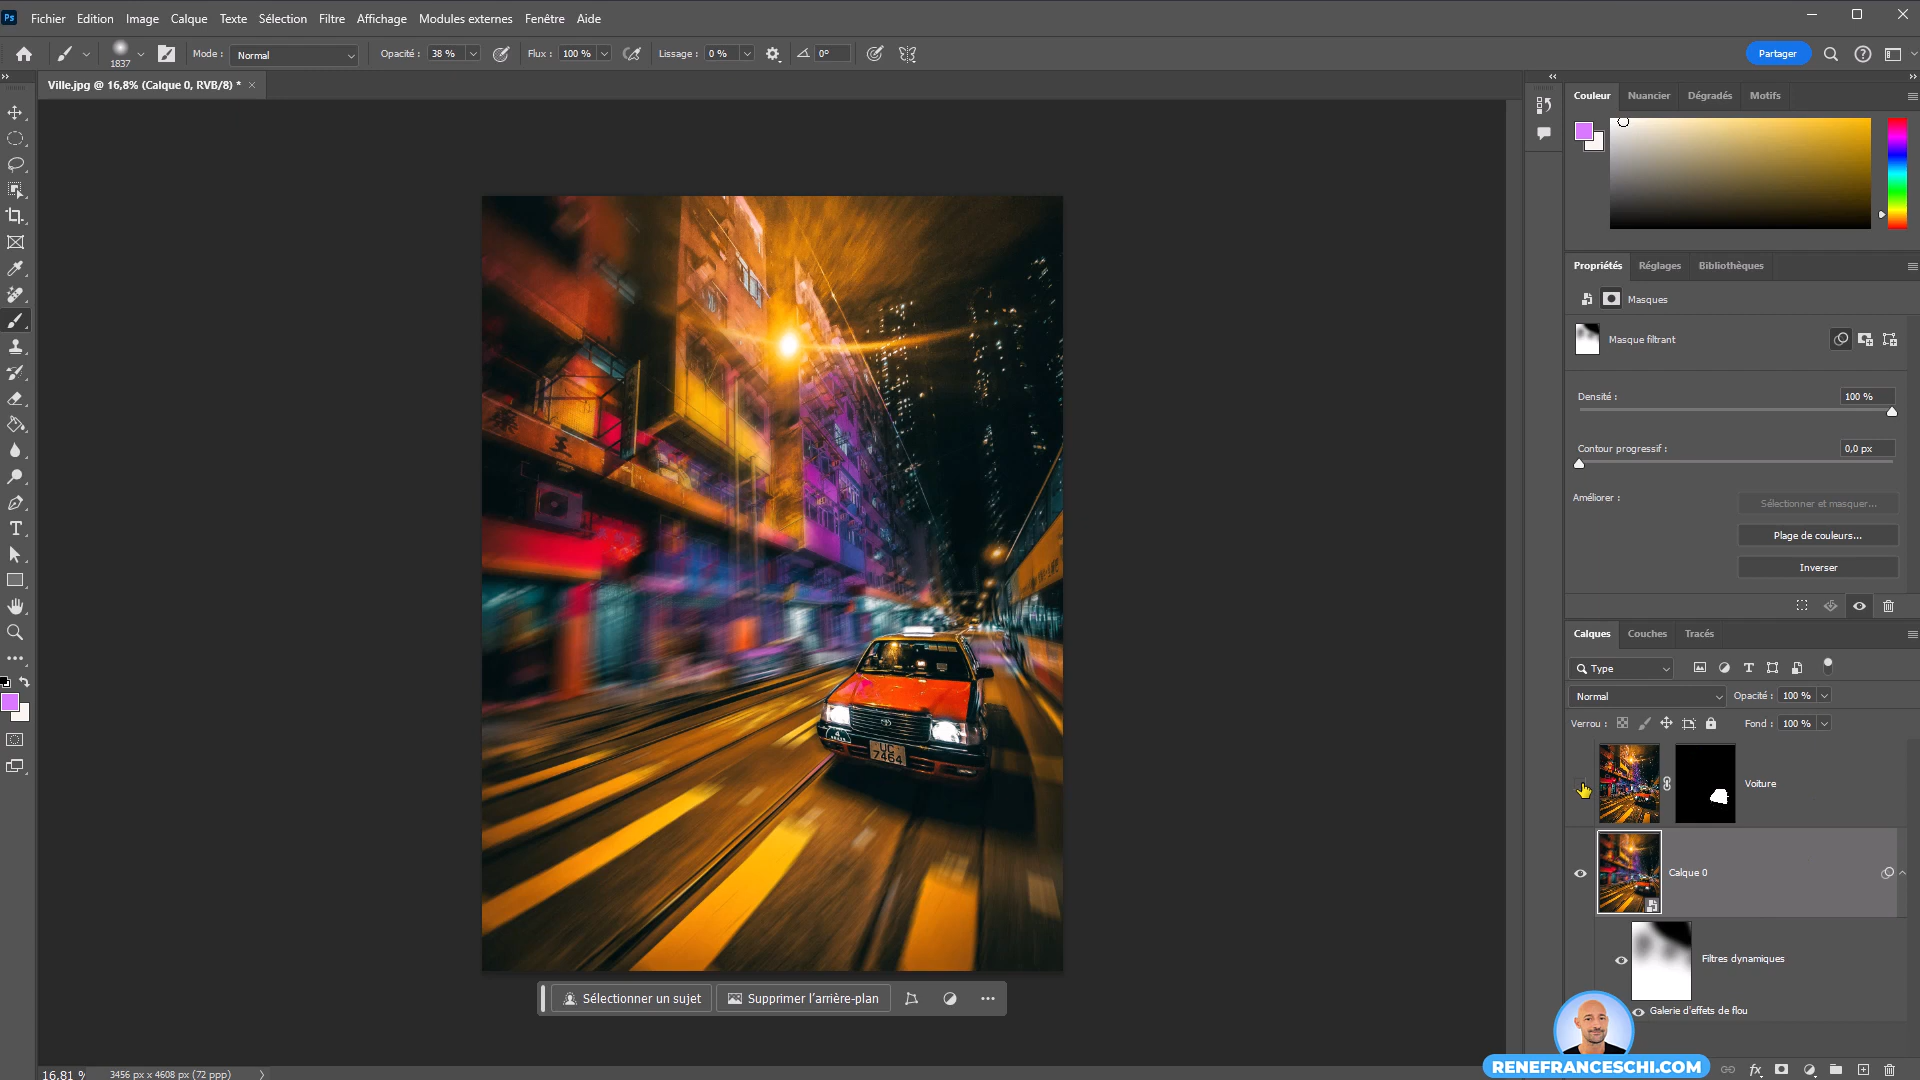 Ps Fichier Edition Image Calque Texte Sélection Filtre Affichage Modules externes Fenêtre Aide
1837 Mode : Normal Opacité : 38 % Flux : 100 % Lissage : 0 % 0° Partager
Ville.jpg @ 16,8% (Calque 0, RVB/8) *
Couleur Nuancier Dégradés Motifs
Propriétés Réglages Bibliothèques
Masques
Masque filtrant
Densité : 100 %
Contour progressif : 0,0 px
Améliorer :
Sélectionner et masquer...
Plage de couleurs...
Inverser
Calques Couches Tracés
Type
Normal Opacité : 100 %
Verrou : Fond : 100 %
Voiture
Calque 0
Filtres dynamiques
Galerie d'effets de flou
UC
7464
4
Sélectionner un sujet Supprimer l'arrière-plan
16,81 % 3456 px x 4608 px (72 ppp)
RENEFRANCESCHI.COM